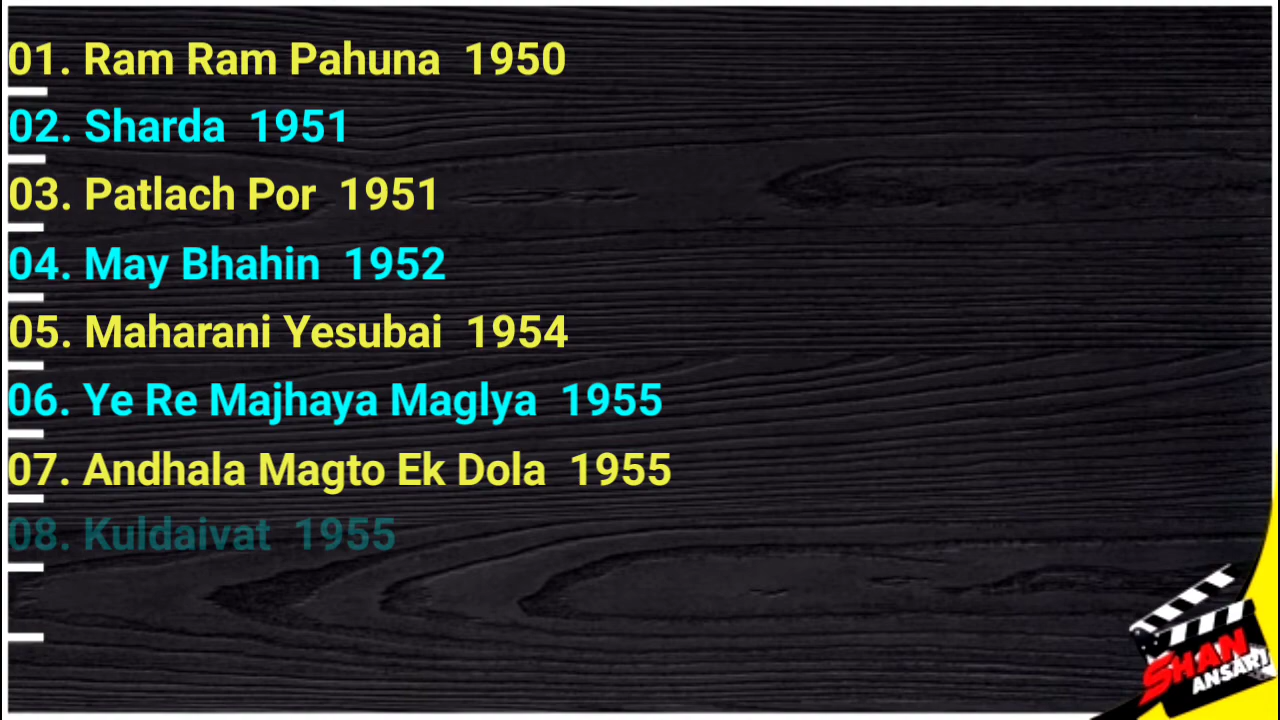 01. Ram Ram Pahuna 1950
02. Sharda 1951
03. Patlach Por 1951
04. May Bhahin 1952
05. Maharani Yesubai 1954
06. Ye Re Majhaya Maglya 1955
07. Andhala Magto Ek Dola 1955
08. Kuldaivat 1955
SHAN
ANSARI